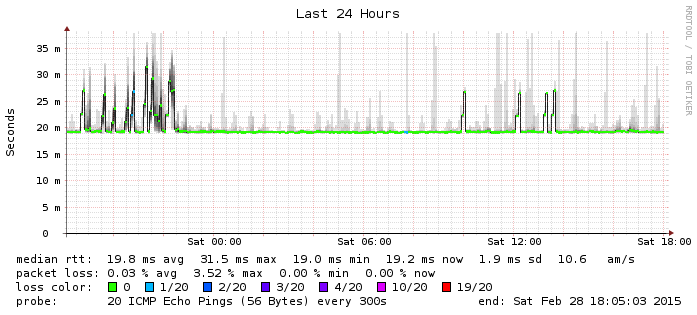 Last 24 Hours
RRDTOOL / TOBI OETIKER
Seconds
35 m
30 m
25 m
20 m
15 m
10 m
5 m
0
Sat 00:00 Sat 06:00 Sat 12:00 Sat 18:00
median rtt: 19.8 ms avg 31.5 ms max 19.0 ms min 19.2 ms now 1.9 ms sd 10.6 am/s
packet loss: 0.03 % avg 3.52 % max 0.00 % min 0.00 % now
loss color: 0 1/20 2/20 3/20 4/20 10/20 19/20
probe: 20 ICMP Echo Pings (56 Bytes) every 300s end: Sat Feb 28 18:05:03 2015